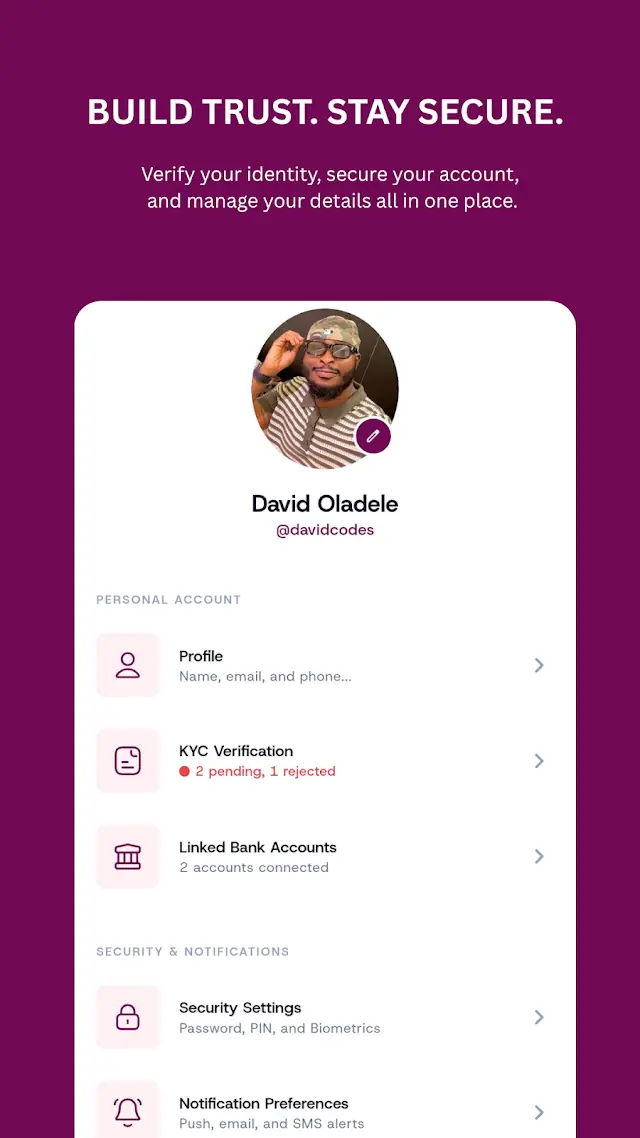 BUILD TRUST. STAY SECURE.
Verify your identity, secure your account,
and manage your details all in one place.
David Oladele
@davidcodes
PERSONAL ACCOUNT
Profile
Name, email, and phone...
KYC Verification
2 pending, 1 rejected
Linked Bank Accounts
2 accounts connected
SECURITY & NOTIFICATIONS
Security Settings
Password, PIN, and Biometrics
Notification Preferences
Push, email, and SMS alerts